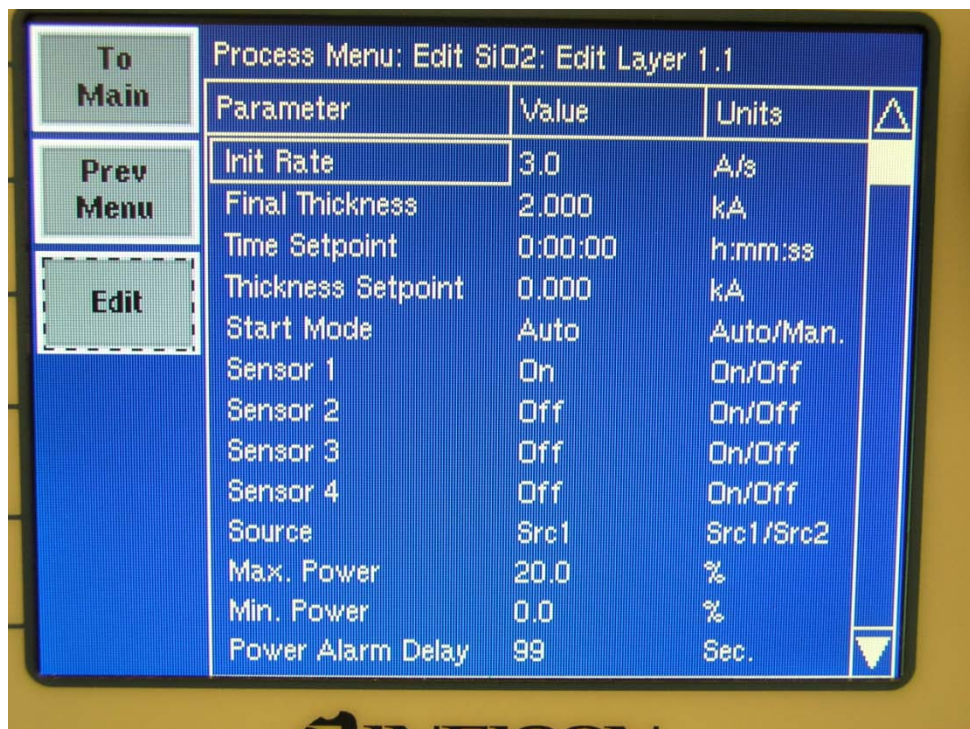 To
Main
Process Menu: Edit SiO2: Edit Layer 1.1
Parameter Value Units
Prev
Menu
Init Rate 3.0 A/s
Final Thickness 2.000 kA
Time Setpoint 0:00:00 h:mm:ss
Edit
Thickness Setpoint 0.000 kA
Start Mode Auto Auto/Man.
Sensor 1 On On/Off
Sensor 2 Off On/Off
Sensor 3 Off On/Off
Sensor 4 Off On/Off
Source Src1 Src1/Src2
Max. Power 20.0 %
Min. Power 0.0 %
Power Alarm Delay 99 Sec.